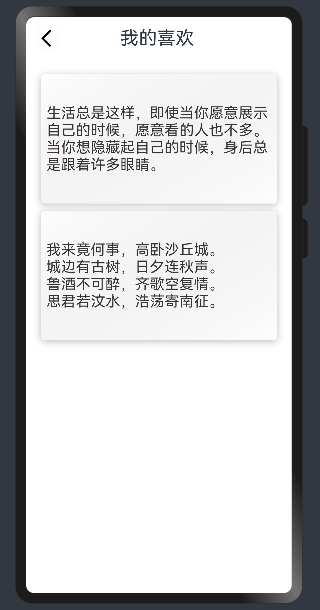 我的喜欢
生活总是这样，即使当你愿意展示
自己的时候，愿意看的人也不多。
当你想隐藏起自己的时候，身后总
是跟着许多眼睛。
我来竟何事，高卧沙丘城。
城边有古树，日夕连秋声。
鲁酒不可醉，齐歌空复情。
思君若汶水，浩荡寄南征。